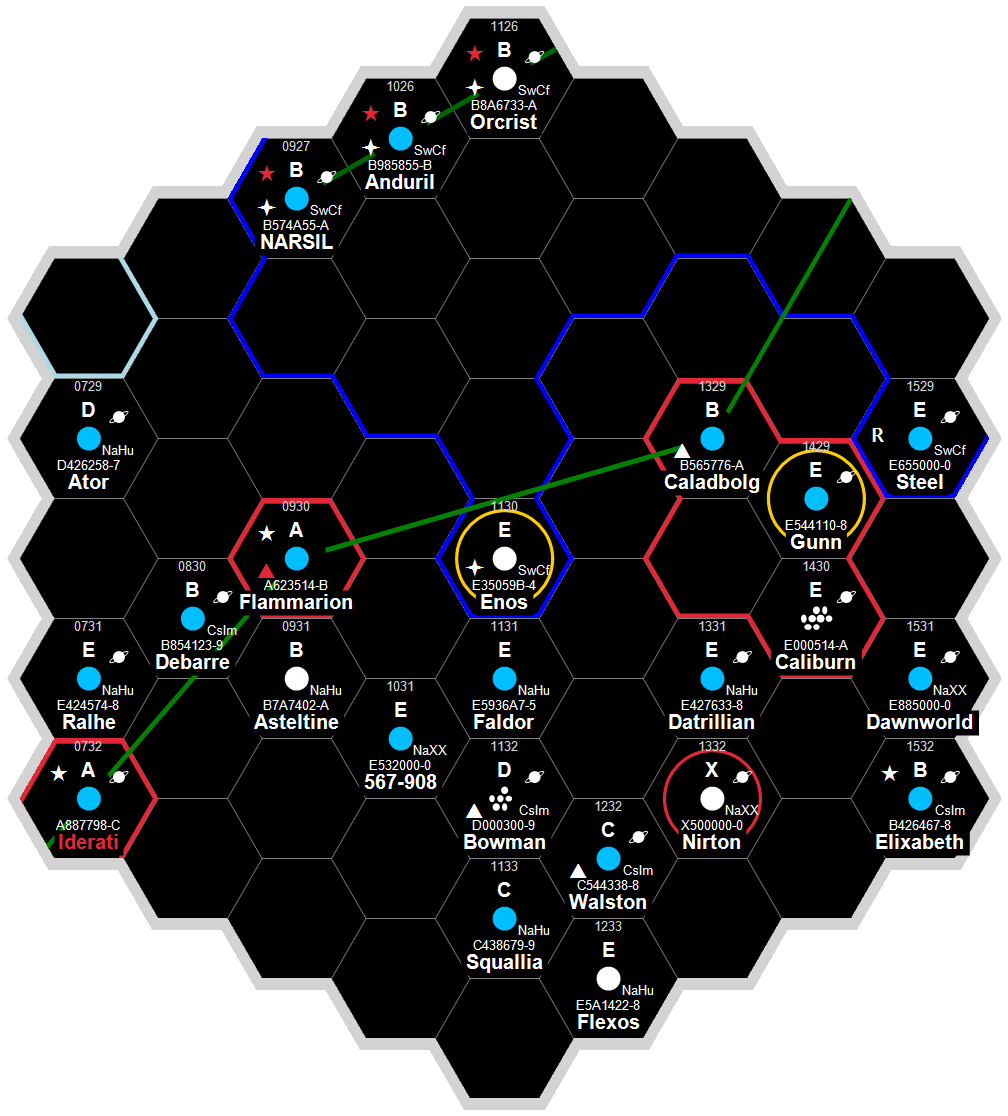 1126
B
SwCf
B8A6733-A
Orcrist
1026
B
SwCf
B985855-B
Anduril
0927
B
SwCf
B574A55-A
NARSIL
0729
D
NaHu
D426258-7
Ator
1329
B
B565776-A
Caladbolg
1529
E
R
SwCf
E655000-0
Steel
1429
E
E544110-8
Gunn
0930
A
A623514-B
Flammarion
1130
E
SwCf
E35059B-4
Enos
0830
B
CsIm
B854123-9
Debarre
1430
E
E000514-A
Caliburn
0731
E
NaHu
E424574-8
Ralhe
0931
B
NaHu
B7A7402-A
Asteltine
1131
E
NaHu
E5936A7-5
Faldor
1331
E
NaHu
E427633-8
Datrillian
1531
E
NaXX
E885000-0
Dawnworld
1031
E
NaXX
E532000-0
567-908
0732
A
A887798-C
Iderati
1132
D
CsIm
D000300-9
Bowman
1332
X
NaXX
X500000-0
Nirton
1532
B
CsIm
B426467-8
Elixabeth
1232
C
CsIm
C544338-8
Walston
1133
C
NaHu
C438679-9
Squallia
1233
E
NaHu
E5A1422-8
Flexos